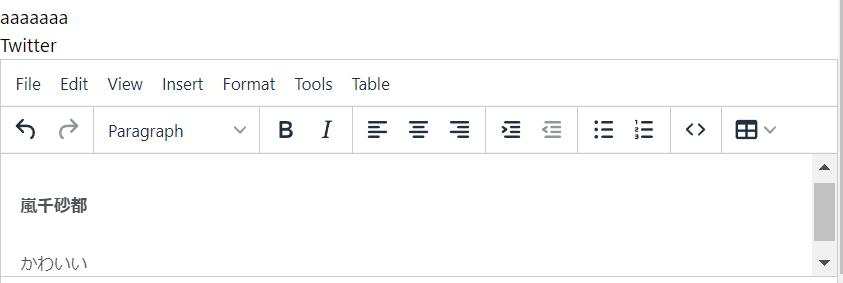 aaaaaaa
Twitter
File Edit View Insert Format Tools Table
Paragraph B I
嵐千砂都
かわいい